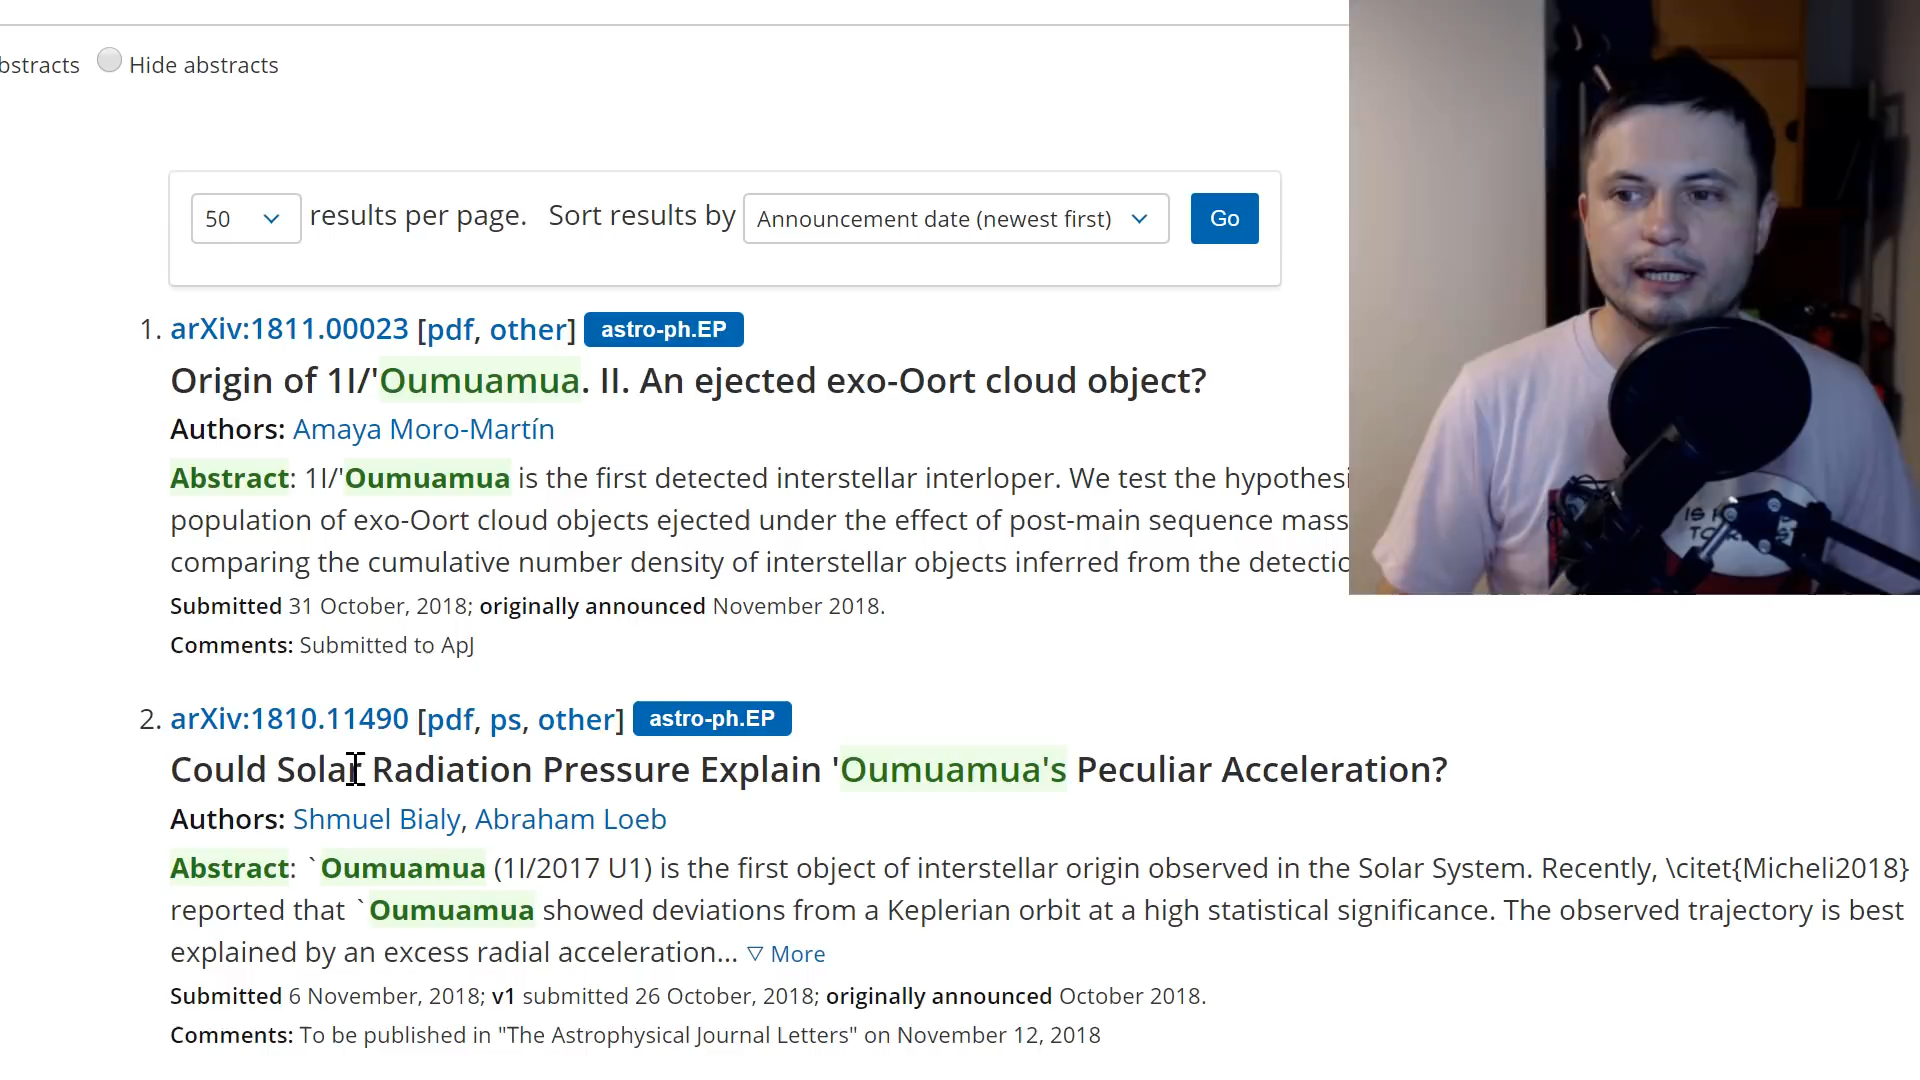 bstracts Hide abstracts
50 results per page. Sort results by Announcement date (newest first) Go
1. arXiv:1811.00023 [pdf, other] astro-ph.EP
Origin of 1I/'Oumuamua. II. An ejected exo-Oort cloud object?
Authors: Amaya Moro-Martín
Abstract: 1I/'Oumuamua is the first detected interstellar interloper. We test the hypothesi
population of exo-Oort cloud objects ejected under the effect of post-main sequence mass
comparing the cumulative number density of interstellar objects inferred from the detectio
Submitted 31 October, 2018; originally announced November 2018.
Comments: Submitted to ApJ
2. arXiv:1810.11490 [pdf, ps, other] astro-ph.EP
Could Solar Radiation Pressure Explain 'Oumuamua's Peculiar Acceleration?
Authors: Shmuel Bialy, Abraham Loeb
Abstract: `Oumuamua (1I/2017 U1) is the first object of interstellar origin observed in the Solar System. Recently, \citet{Micheli2018}
reported that `Oumuamua showed deviations from a Keplerian orbit at a high statistical significance. The observed trajectory is best
explained by an excess radial acceleration... ▽ More
Submitted 6 November, 2018; v1 submitted 26 October, 2018; originally announced October 2018.
Comments: To be published in "The Astrophysical Journal Letters" on November 12, 2018
IS
TO